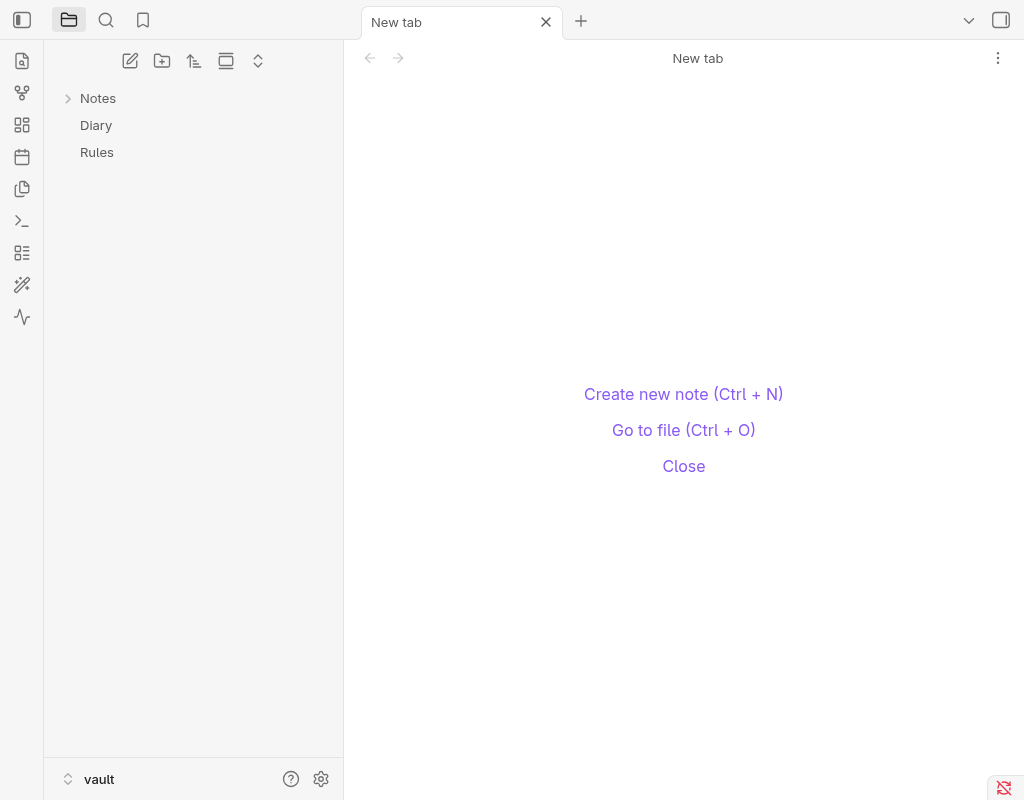 New tab
New tab
Notes
Diary
Rules
Create new note (Ctrl + N)
Go to file (Ctrl + O)
Close
vault